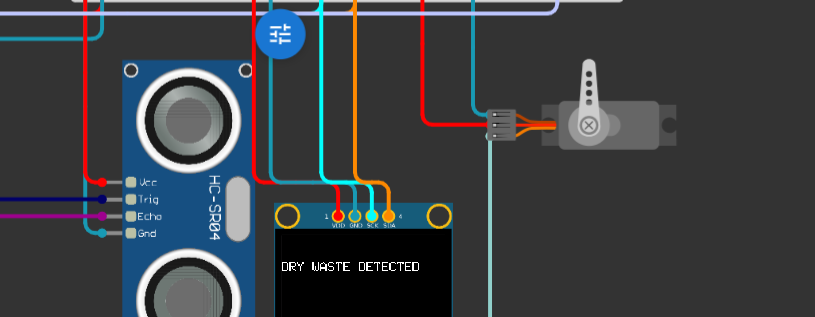 Vcc
Trig
Echo
Gnd
HC-SR04
1 4
VDD GND SCK SDA
DRY WASTE DETECTED